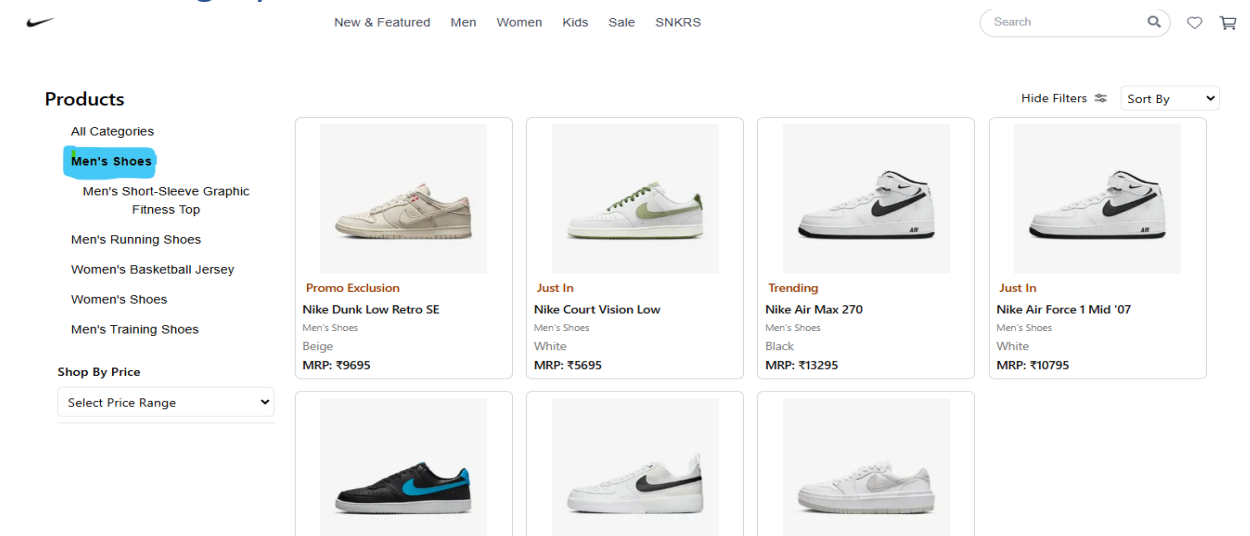 New & Featured Men Women Kids Sale SNKRS
Search
Products
Hide Filters
Sort By
All Categories
Men's Shoes
Men's Short-Sleeve Graphic
Fitness Top
Men's Running Shoes
Women's Basketball Jersey
Women's Shoes
Men's Training Shoes
Shop By Price
Select Price Range
Promo Exclusion
Nike Dunk Low Retro SE
Men's Shoes
Beige
MRP: ₹9695
Just In
Nike Court Vision Low
Men's Shoes
White
MRP: ₹5695
Trending
Nike Air Max 270
Men's Shoes
Black
MRP: ₹13295
Just In
Nike Air Force 1 Mid '07
Men's Shoes
White
MRP: ₹10795
AIR
AIR